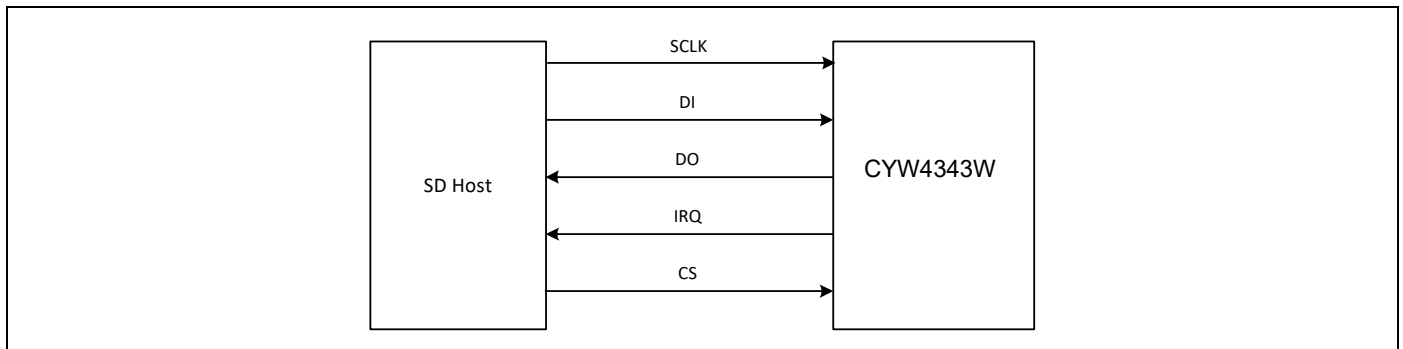 SCLK
DI
DO
IRQ
CS
SD Host
CYW4343W